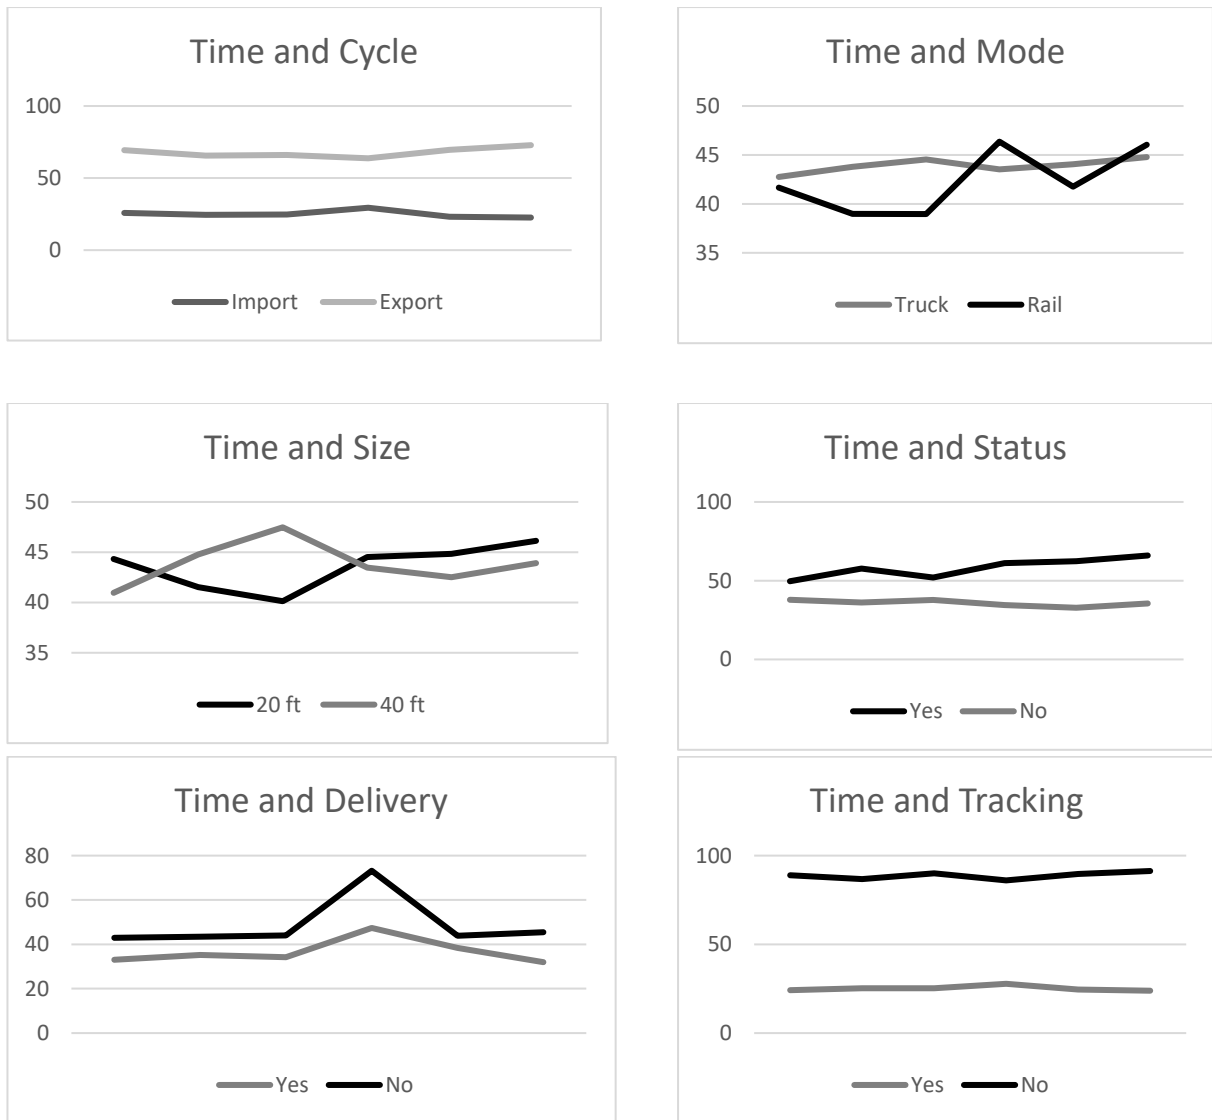 Time and Cycle
100
50
0
Import Export
Time and Mode
50
45
40
35
Truck Rail
Time and Size
50
45
40
35
20 ft 40 ft
Time and Status
100
50
0
Yes No
Time and Delivery
80
60
40
20
0
Yes No
Time and Tracking
100
50
0
Yes No